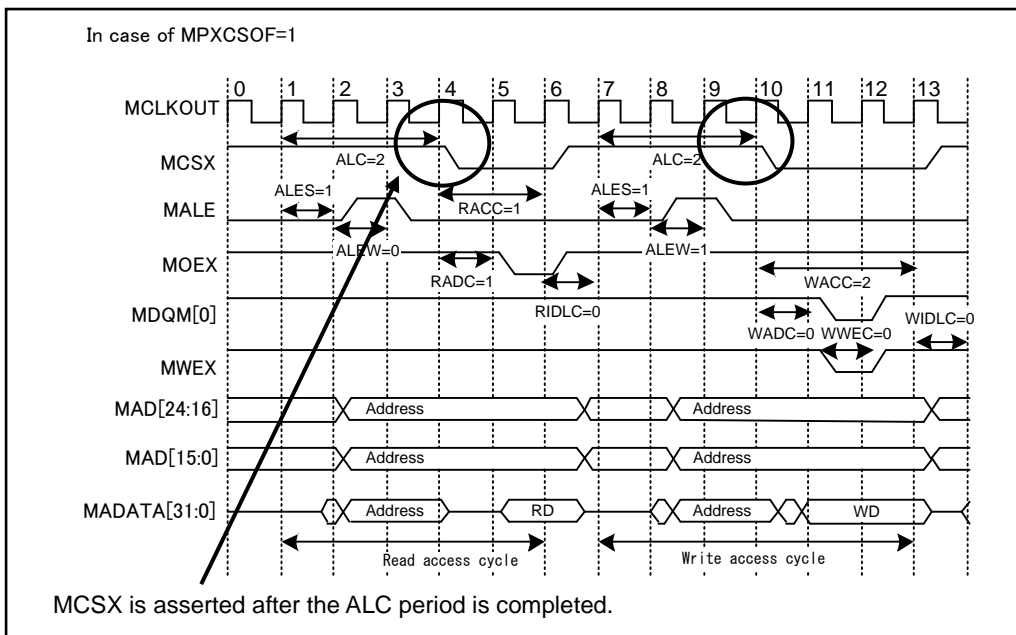 In case of MPXCSOF=1
0 1 2 3 4 5 6 7 8 9 10 11 12 13
MCLKOUT
MCSX
ALC=2 ALC=2
ALES=1 ALES=1
MALE
RACC=1
ALEW=0 ALEW=1
MOEX
RADC=1 WACC=2
MDQM[0]
RIDLC=0
WADC=0 WWEC=0 WIDLC=0
MWEX
MAD[24:16] Address Address
MAD[15:0] Address Address
MADATA[31:0] Address RD Address WD
Read access cycle Write access cycle
MCSX is asserted after the ALC period is completed.